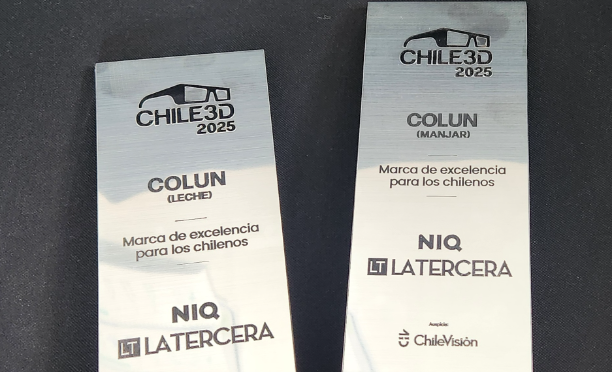 CHILE3D
2025
COLUN
(LECHE)
Marca de excelencia
para los chilenos
NIQ
LT LATERCERA
CHILE3D
2025
COLUN
(MANJAR)
Marca de excelencia
para los chilenos
NIQ
LT LATERCERA
Auspicia:
ChileVisión